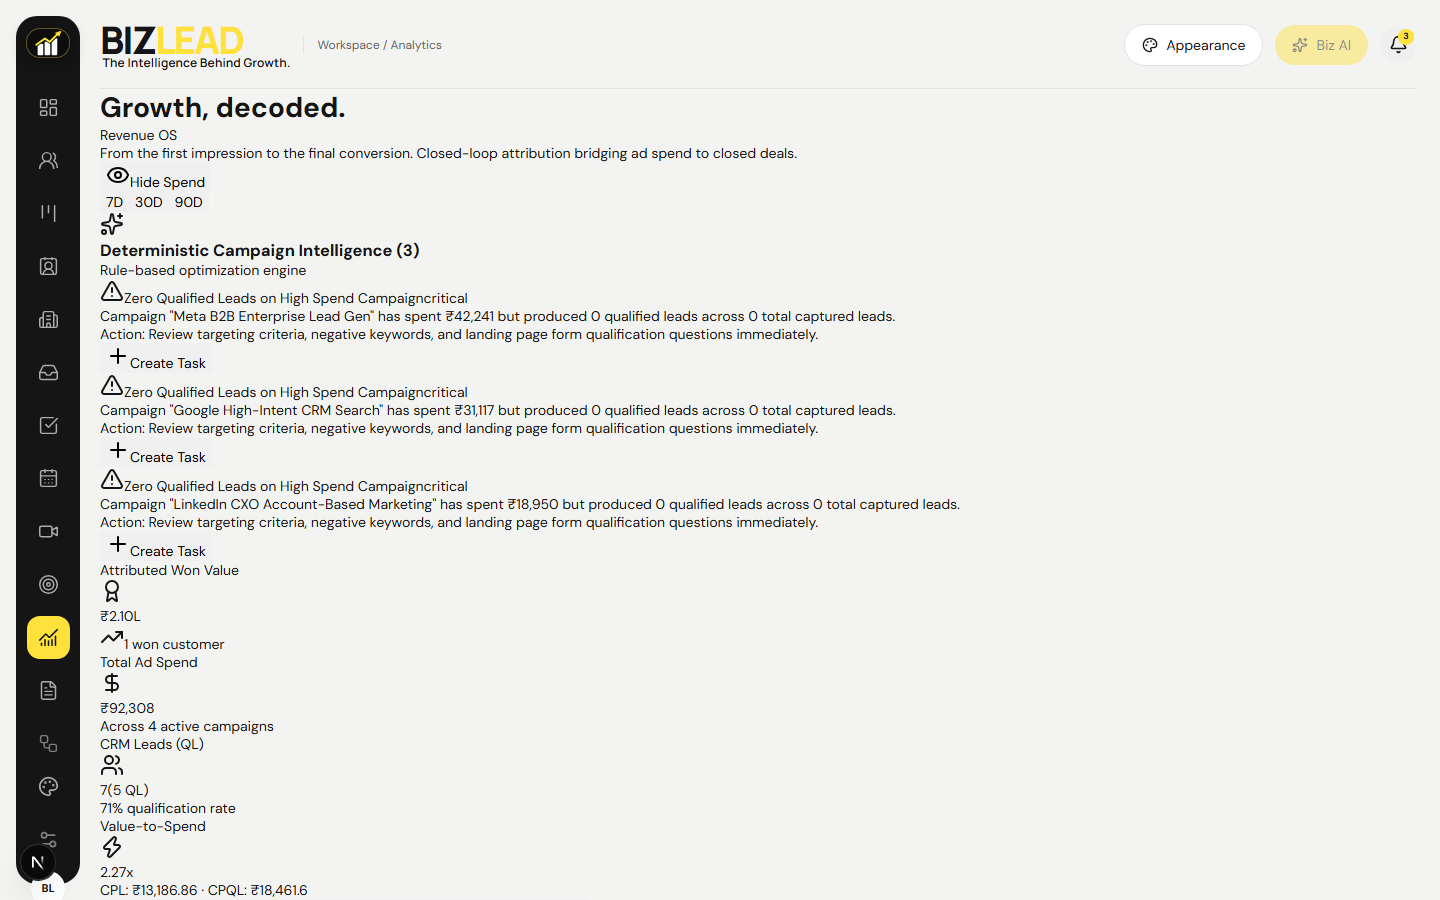 BIZLEAD
The Intelligence Behind Growth.
Workspace / Analytics
Appearance
Biz AI
3
Growth, decoded.
Revenue OS
From the first impression to the final conversion. Closed-loop attribution bridging ad spend to closed deals.
Hide Spend
7D 30D 90D
Deterministic Campaign Intelligence (3)
Rule-based optimization engine
Zero Qualified Leads on High Spend Campaigncritical
Campaign "Meta B2B Enterprise Lead Gen" has spent ₹42,241 but produced 0 qualified leads across 0 total captured leads.
Action: Review targeting criteria, negative keywords, and landing page form qualification questions immediately.
Create Task
Zero Qualified Leads on High Spend Campaigncritical
Campaign "Google High-Intent CRM Search" has spent ₹31,117 but produced 0 qualified leads across 0 total captured leads.
Action: Review targeting criteria, negative keywords, and landing page form qualification questions immediately.
Create Task
Zero Qualified Leads on High Spend Campaigncritical
Campaign "LinkedIn CXO Account-Based Marketing" has spent ₹18,950 but produced 0 qualified leads across 0 total captured leads.
Action: Review targeting criteria, negative keywords, and landing page form qualification questions immediately.
Create Task
Attributed Won Value
₹2.10L
1 won customer
Total Ad Spend
₹92,308
Across 4 active campaigns
CRM Leads (QL)
7(5 QL)
71% qualification rate
Value-to-Spend
2.27x
CPL: ₹13,186.86 · CPQL: ₹18,461.6
N
BL